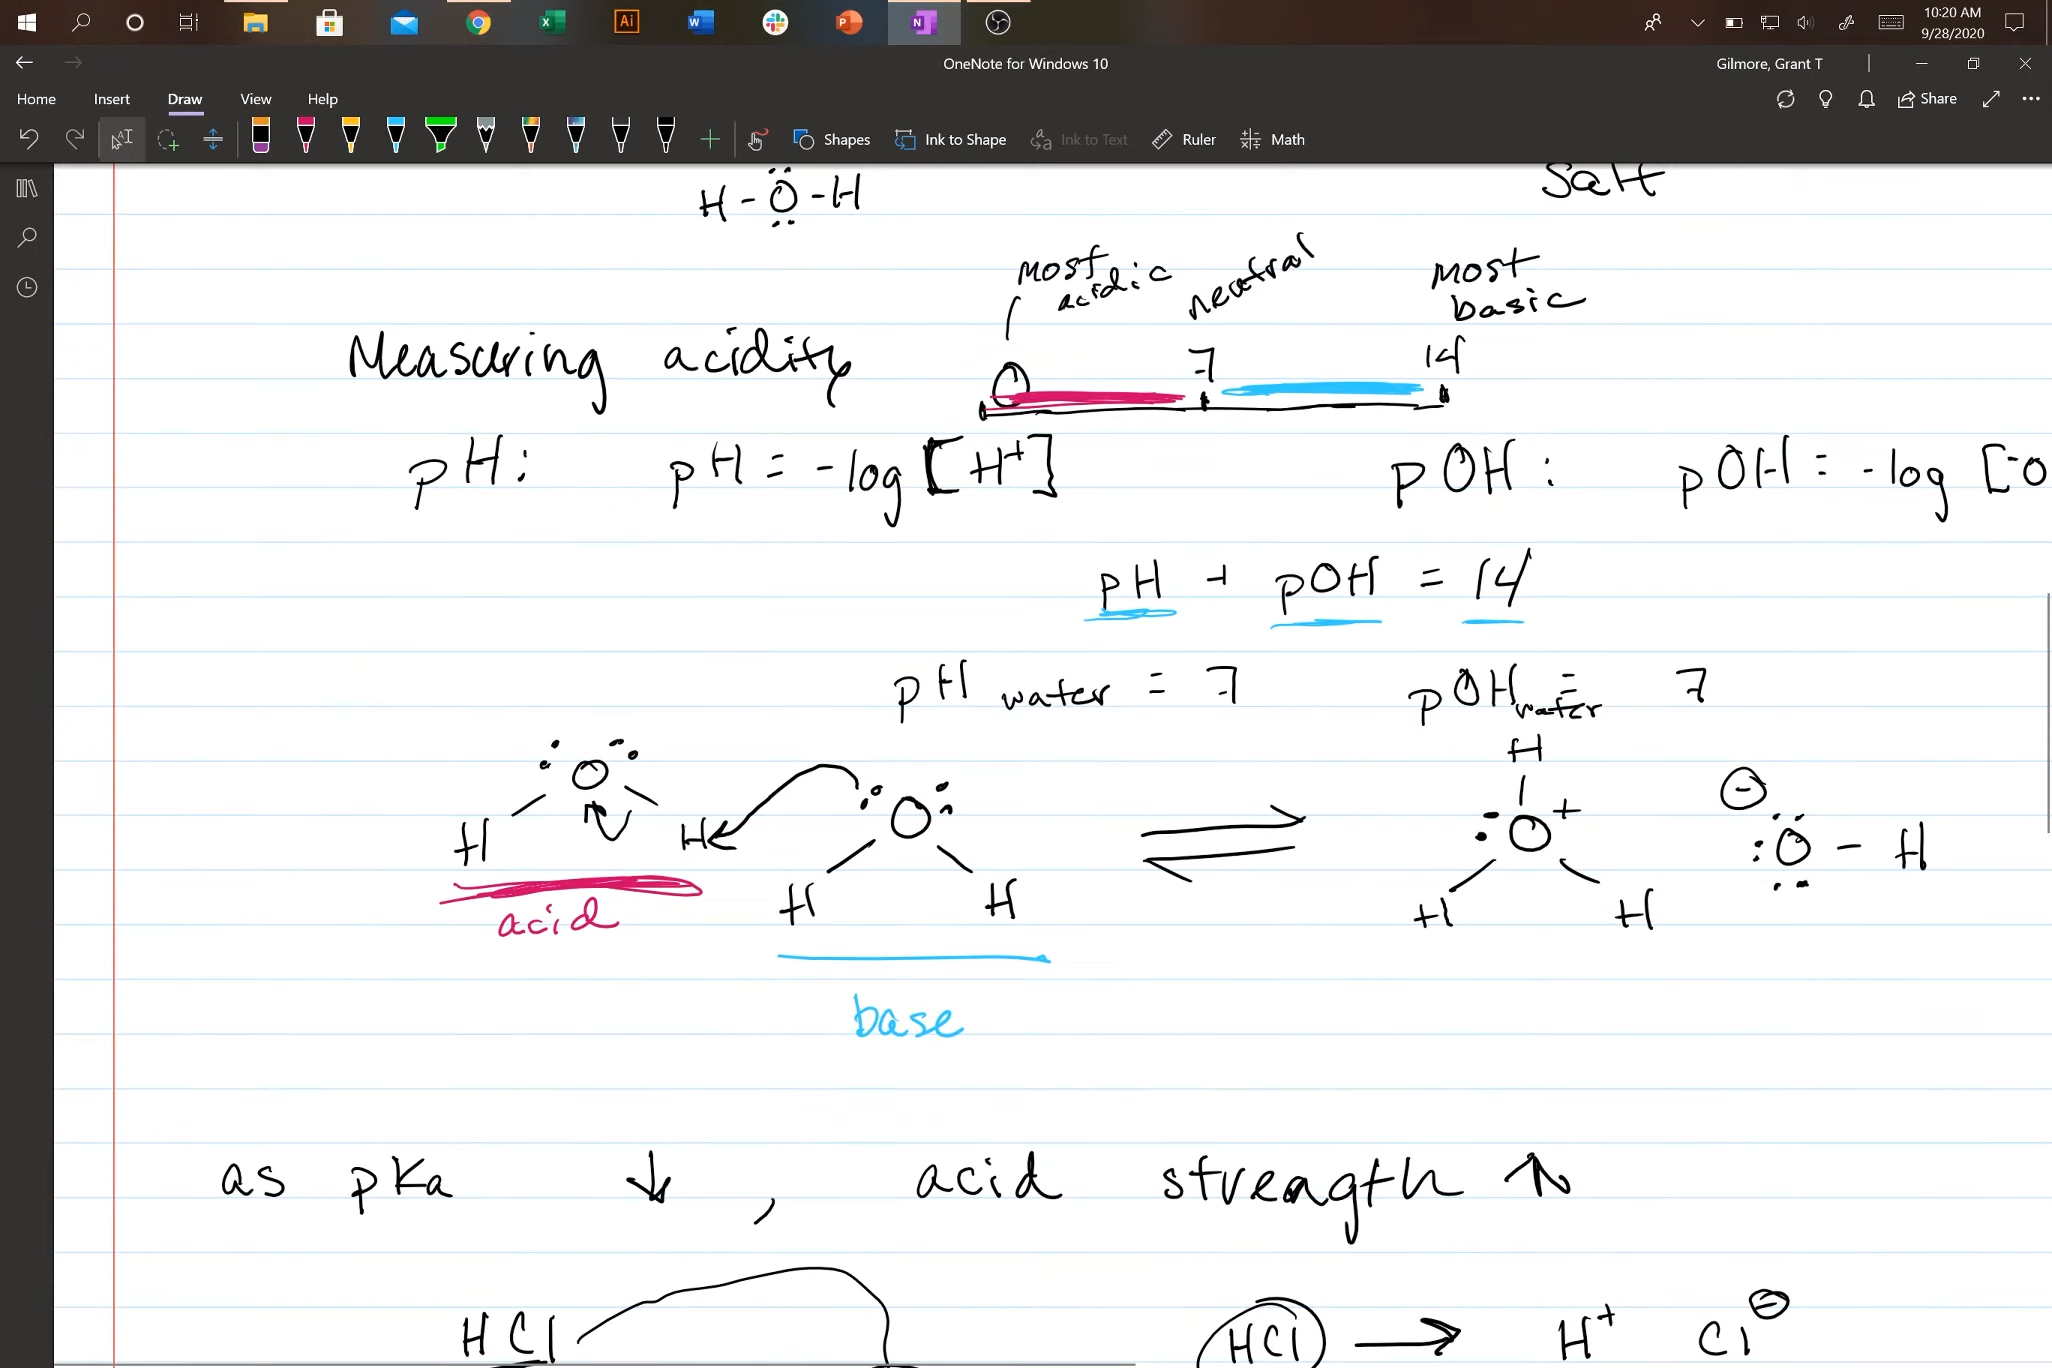 10:20 AM
9/28/2020
OneNote for Windows 10
Gilmore, Grant T
Home Insert Draw View Help
Share
Shapes Ink to Shape Ink to Text Ruler Math
H - O - H
Salt
most acidic neutral most basic
Measuring acidity 0 7 14
pH: pH = -log [H+] pOH: pOH = -log [-O
pH + pOH = 14
pH water = 7 pOH water = 7
H
O O O+ ⊖ O - H
H H H H H H
acid
base
as pKa ↓, acid strength ↑
HCl HCl → H+ Cl⊖